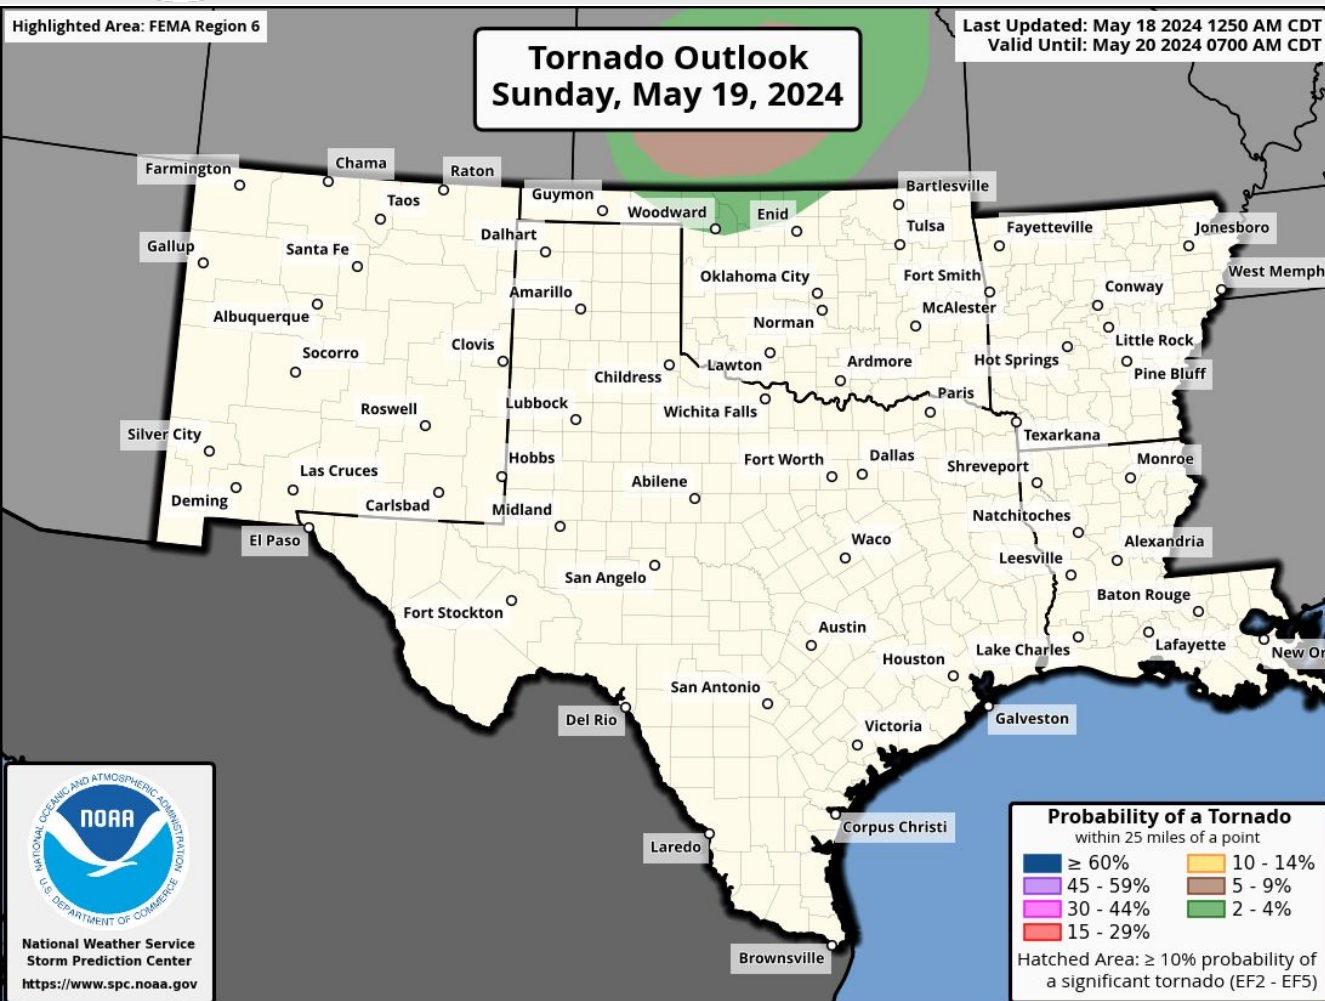 Highlighted Area: FEMA Region 6
Tornado Outlook
Sunday, May 19, 2024
Last Updated: May 18 2024 1250 AM CDT
Valid Until: May 20 2024 0700 AM CDT
Farmington
Chama
Raton
Taos
Guymon
Woodward
Enid
Bartlesville
Gallup
Santa Fe
Dalhart
Tulsa
Fayetteville
Jonesboro
Albuquerque
Amarillo
Oklahoma City
Fort Smith
Conway
West Memph
Socorro
Clovis
Norman
McAlester
Little Rock
Childress
Lawton
Ardmore
Hot Springs
Pine Bluff
Roswell
Lubbock
Wichita Falls
Paris
Silver City
Texarkana
Las Cruces
Hobbs
Fort Worth
Dallas
Shreveport
Monroe
Deming
Carlsbad
Midland
Abilene
Natchitoches
El Paso
Waco
Leesville
Alexandria
San Angelo
Fort Stockton
Baton Rouge
Austin
Lake Charles
Lafayette
New Or
Houston
San Antonio
Del Rio
Galveston
Victoria
Laredo
Corpus Christi
Brownsville
NATIONAL OCEANIC AND ATMOSPHERIC ADMINISTRATION
NOAA
U.S. DEPARTMENT OF COMMERCE
National Weather Service
Storm Prediction Center
https://www.spc.noaa.gov
Probability of a Tornado
within 25 miles of a point
≥ 60%
10 - 14%
45 - 59%
5 - 9%
30 - 44%
2 - 4%
15 - 29%
Hatched Area: ≥ 10% probability of
a significant tornado (EF2 - EF5)